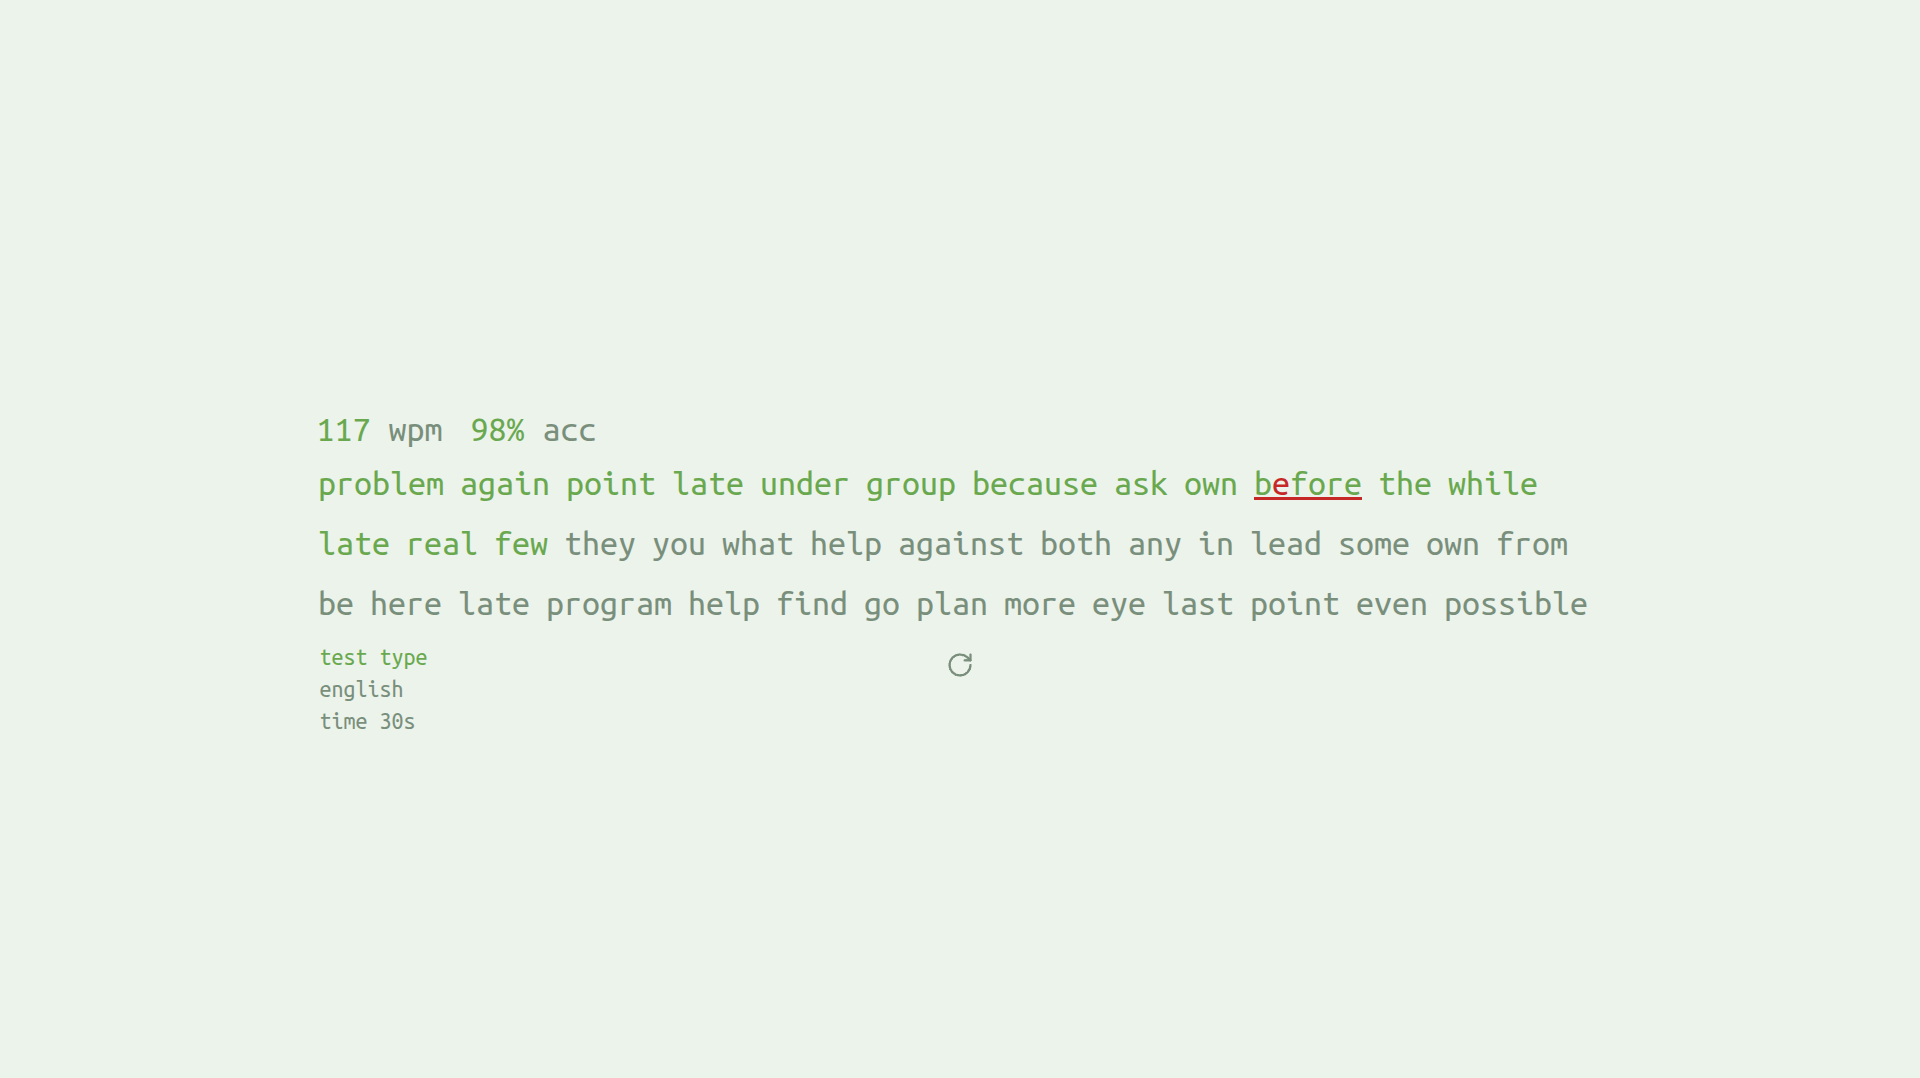 117 wpm 98% acc
problem again point late under group because ask own before the while
late real few they you what help against both any in lead some own from
be here late program help find go plan more eye last point even possible
test type
english
time 30s